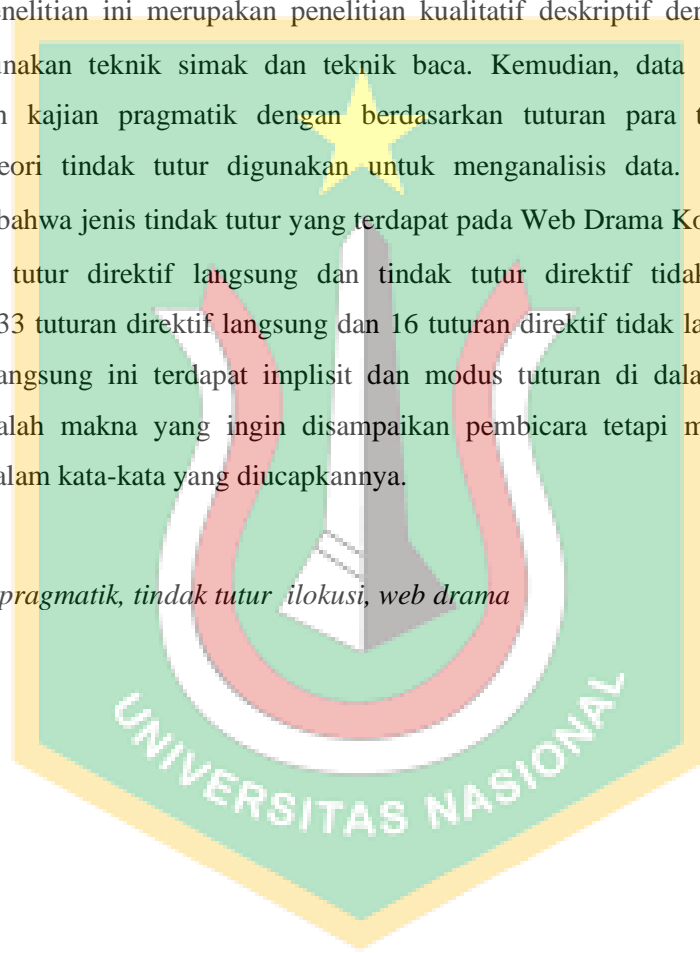 enelitian ini merupakan penelitian kualitatif deskriptif
unakan teknik simak dan teknik baca. Kemudian, data
kajian pragmatik dengan berdasarkan tuturan para
eori tindak tutur digunakan untuk menganalisis data.
bahwa jenis tindak tutur yang terdapat pada Web Drama Ko
tutur direktif langsung dan tindak tutur direktif tidak
33 tuturan direktif langsung dan 16 tuturan direktif tidak la
angsung ini terdapat implisit dan modus tuturan di dala
alah makna yang ingin disampaikan pembicara tetapi m
alam kata-kata yang diucapkannya.
pragmatik, tindak tutur ilokusi, web drama
UNIVERSITAS NASIONAL